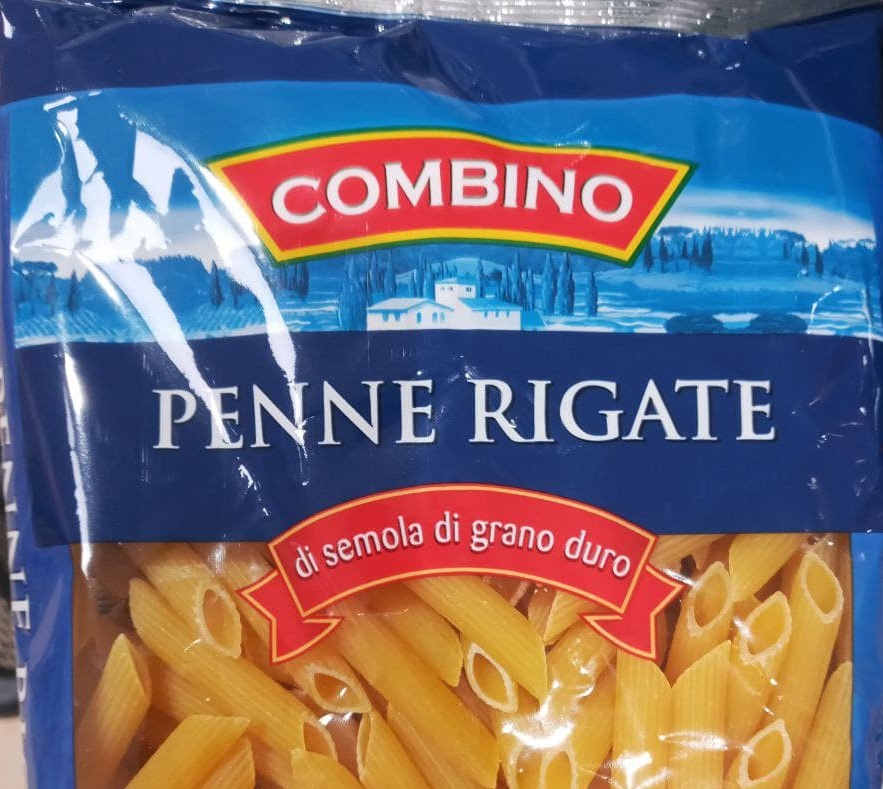 COMBINO
PENNE RIGATE
di semola di grano duro